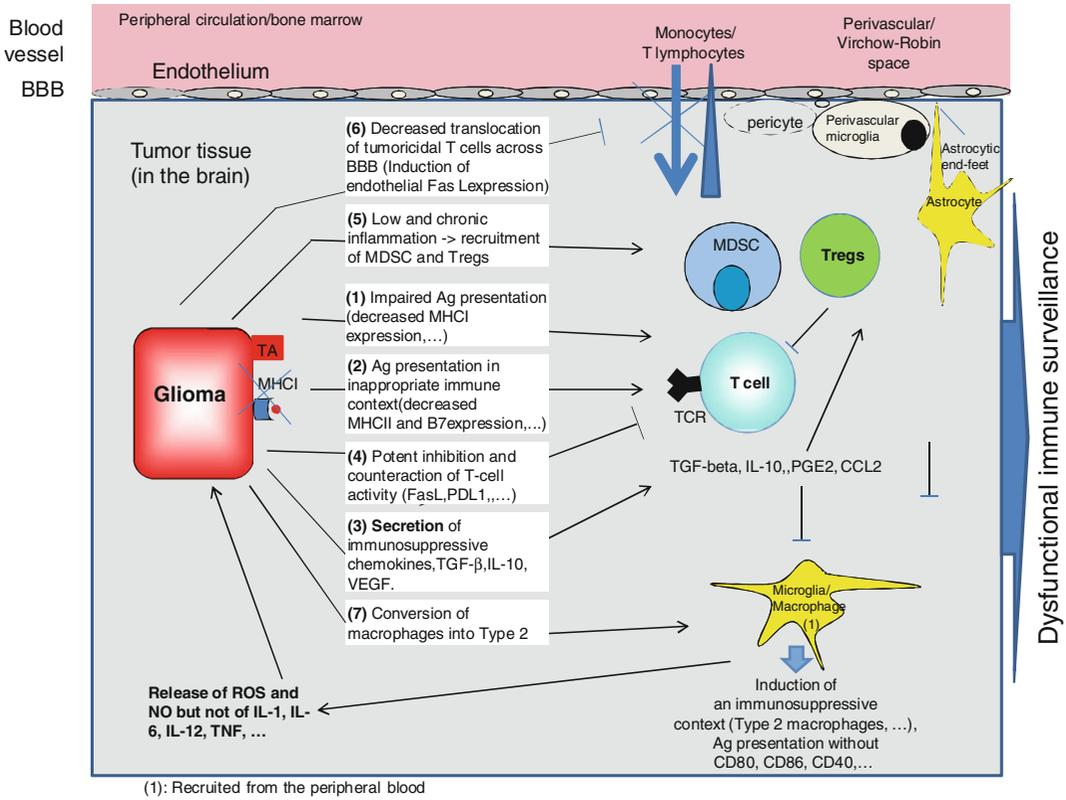 Blood
vessel
BBB
Peripheral circulation/bone marrow
Endothelium
Monocytes/
T lymphocytes
Perivascular/
Virchow-Robin
space
pericyte
Perivascular
microglia
Astrocytic
end-feet
Astrocyte
Tumor tissue
(in the brain)
(6) Decreased translocation
of tumoricidal T cells across
BBB (Induction of
endothelial Fas Lexpression)
(5) Low and chronic
inflammation -> recruitment
of MDSC and Tregs
(1) Impaired Ag presentation
(decreased MHCI
expression,…)
(2) Ag presentation in
inappropriate immune
context(decreased
MHCII and B7expression,...)
(4) Potent inhibition and
counteraction of T-cell
activity (FasL,PDL1,,…)
(3) Secretion of
immunosuppressive
chemokines,TGF-β,IL-10,
VEGF.
(7) Conversion of
macrophages into Type 2
Glioma
TA
MHCI
MDSC
Tregs
T cell
TCR
TGF-beta, IL-10,,PGE2, CCL2
Microglia/
Macrophage
(1)
Induction of
an immunosuppressive
context (Type 2 macrophages, …),
Ag presentation without
CD80, CD86, CD40,…
Release of ROS and
NO but not of IL-1, IL-
6, IL-12, TNF, …
Dysfunctional immune surveillance
(1): Recruited from the peripheral blood